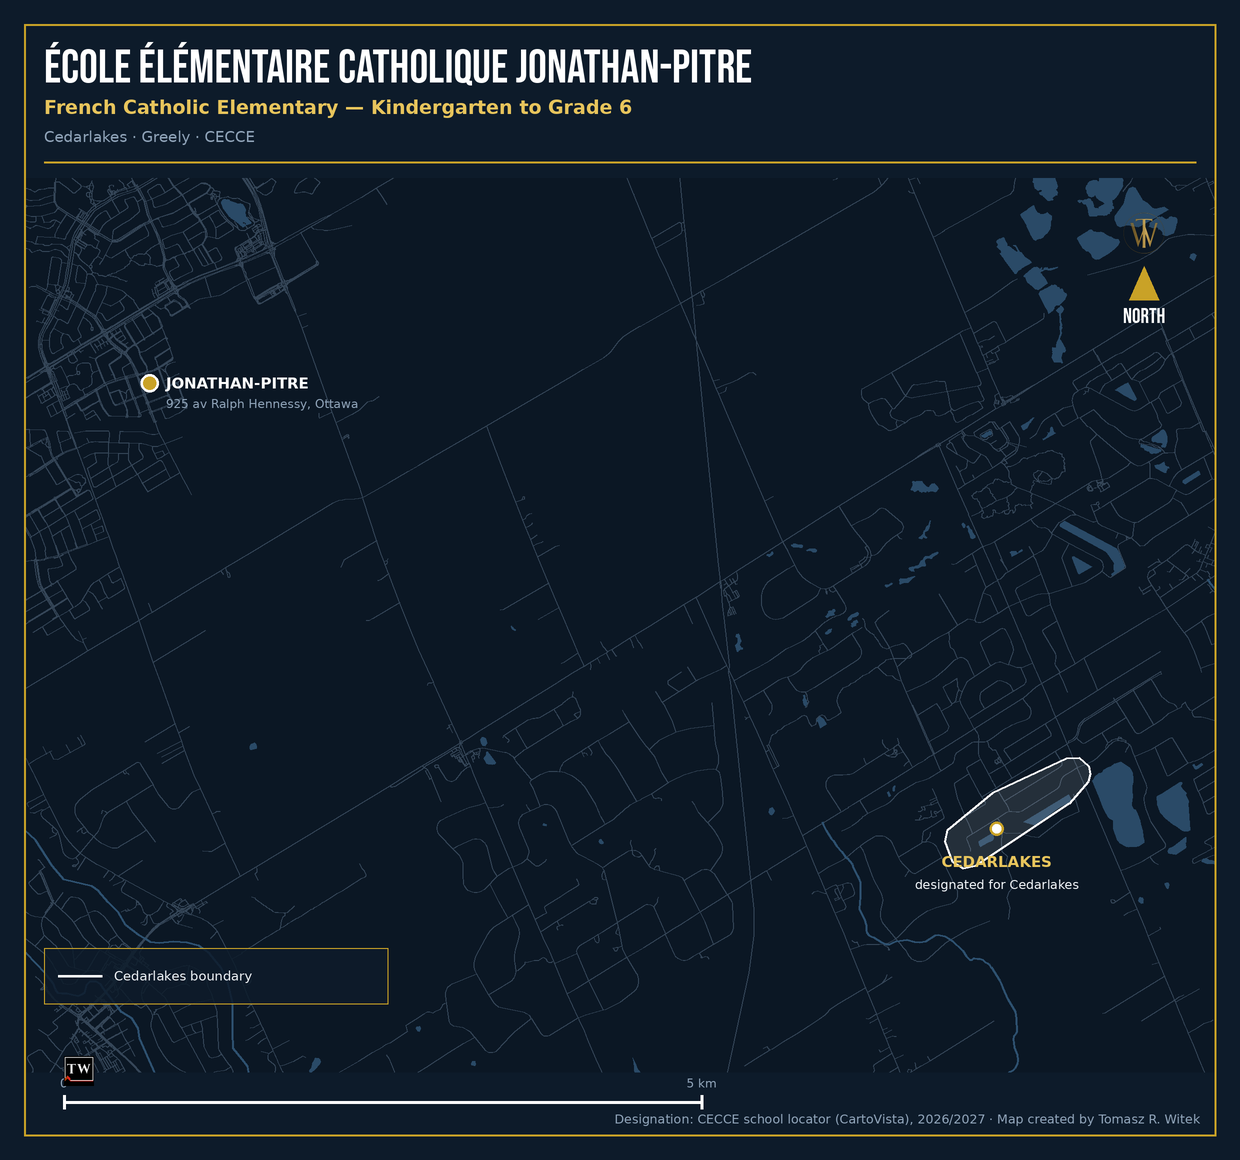 ÉCOLE ÉLÉMENTAIRE CATHOLIQUE JONATHAN-PITRE
French Catholic Elementary — Kindergarten to Grade 6
Cedarlakes · Greely · CECCE
TW
NORTH
JONATHAN-PITRE
925 av Ralph Hennessy, Ottawa
CEDARLAKES
designated for Cedarlakes
Cedarlakes boundary
TW
5 km
Designation: CECCE school locator (CartoVista), 2026/2027 · Map created by Tomasz R. Witek